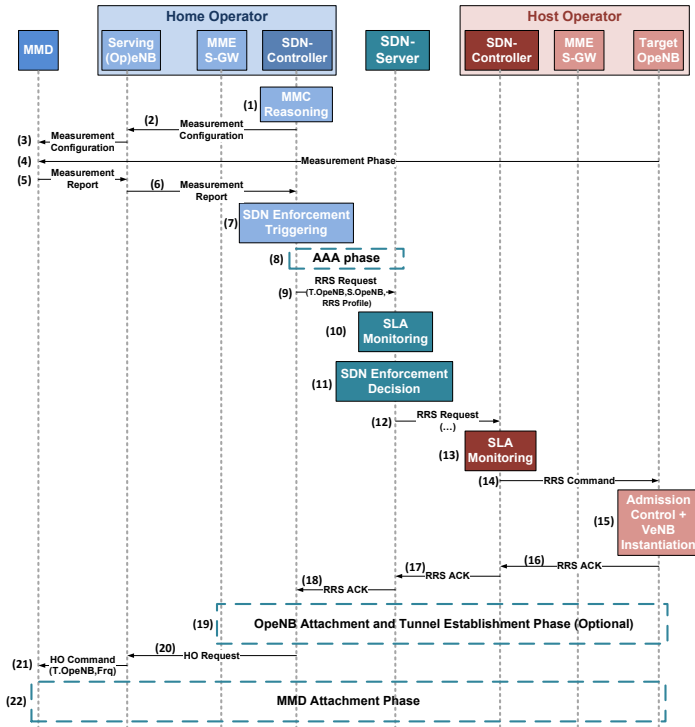 Home Operator
Host Operator
MMD
Serving
(Op)eNB
MME
S-GW
SDN-
Controller
SDN-
Server
SDN-
Controller
MME
S-GW
Target
OpeNB
(1)
MMC
Reasoning
(2)
Measurement
Configuration
(3)
Measurement
Configuration
(4)
Measurement Phase
(5)
Measurement
Report
(6)
Measurement
Report
(7)
SDN Enforcement
Triggering
(8)
AAA phase
(9)
RRS Request
(T.OpeNB,S.OpeNB,
RRS Profile)
(10)
SLA
Monitoring
(11)
SDN Enforcement
Decision
(12)
RRS Request
(...)
(13)
SLA
Monitoring
(14)
RRS Command
(15)
Admission
Control +
VeNB
Instantiation
(16)
RRS ACK
(17)
RRS ACK
(18)
RRS ACK
(19)
OpeNB Attachment and Tunnel Establishment Phase (Optional)
(20)
HO Request
(21)
HO Command
(T.OpeNB,Frq)
(22)
MMD Attachment Phase